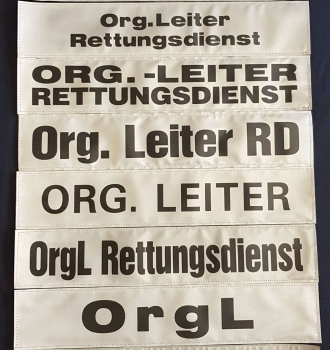 Org.Leiter
Rettungsdienst
ORG. -LEITER
RETTUNGSDIENST
Org. Leiter RD
ORG. LEITER
OrgL Rettungsdienst
OrgL